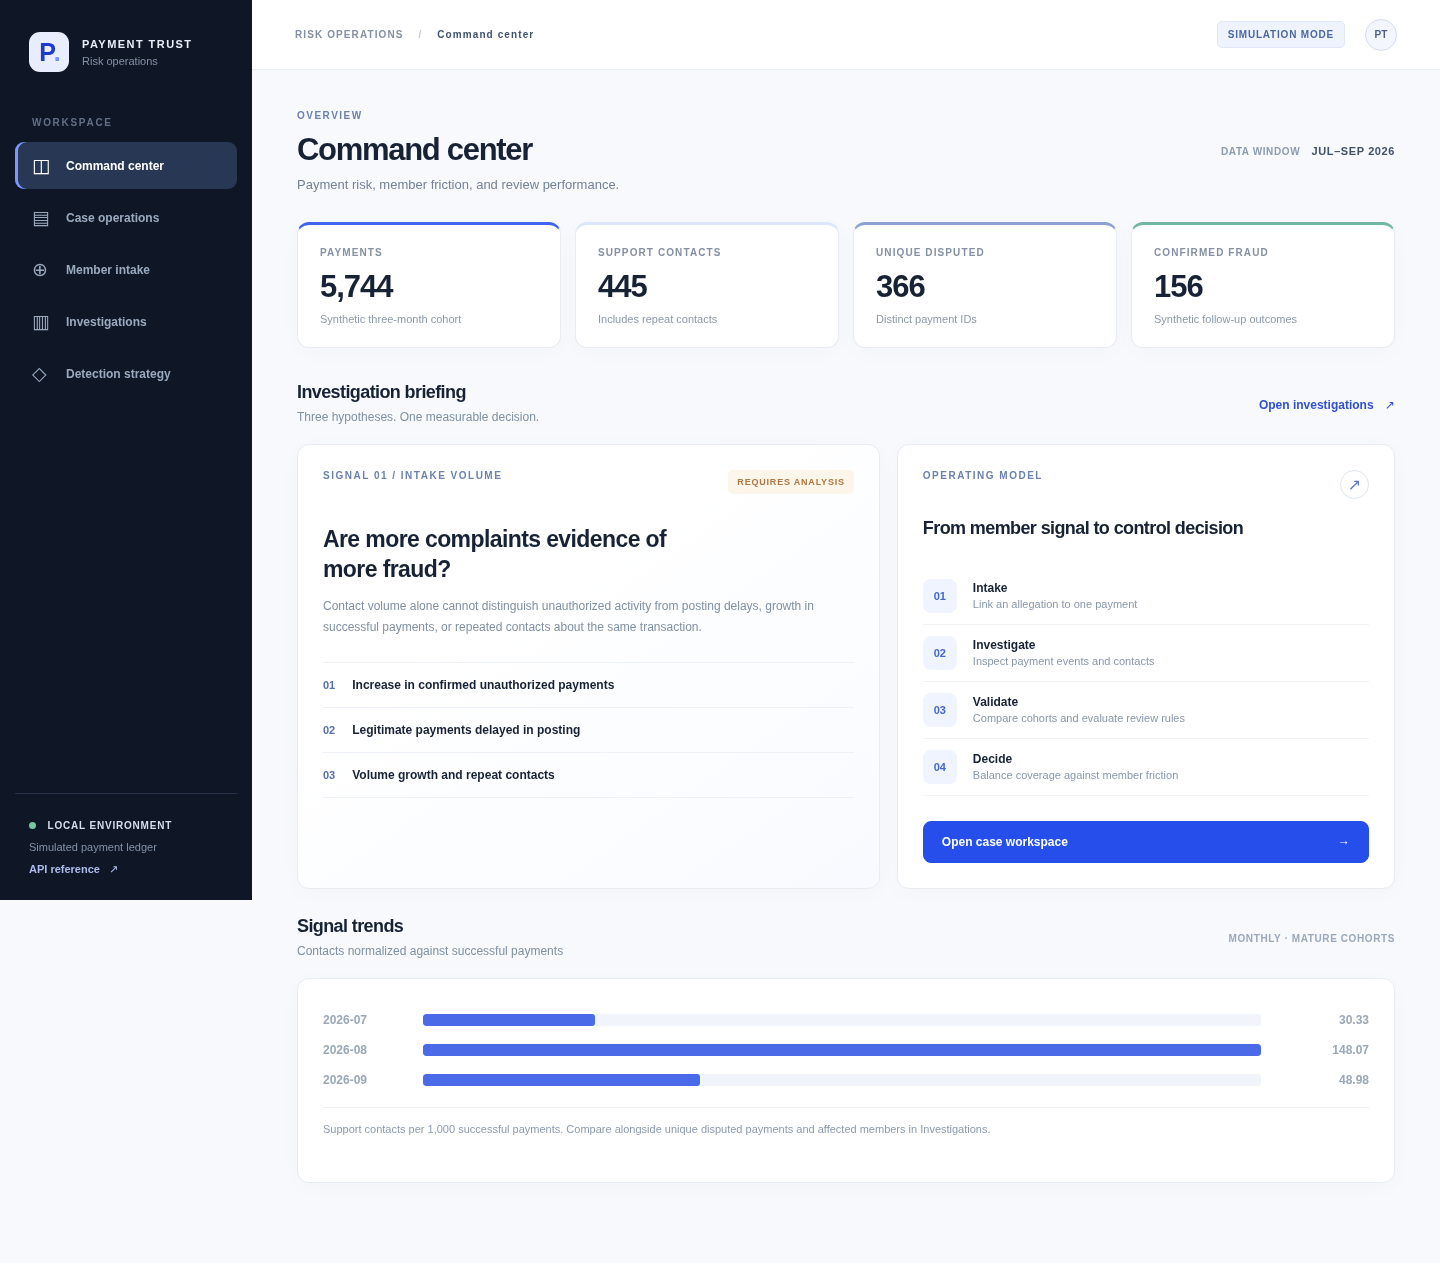 P.
PAYMENT TRUST
Risk operations
WORKSPACE
Command center
Case operations
Member intake
Investigations
Detection strategy
LOCAL ENVIRONMENT
Simulated payment ledger
API reference ↗
RISK OPERATIONS / Command center
SIMULATION MODE
PT
OVERVIEW
Command center
Payment risk, member friction, and review performance.
DATA WINDOW JUL–SEP 2026
PAYMENTS
5,744
Synthetic three-month cohort
SUPPORT CONTACTS
445
Includes repeat contacts
UNIQUE DISPUTED
366
Distinct payment IDs
CONFIRMED FRAUD
156
Synthetic follow-up outcomes
Investigation briefing
Three hypotheses. One measurable decision.
Open investigations ↗
SIGNAL 01 / INTAKE VOLUME
REQUIRES ANALYSIS
Are more complaints evidence of
more fraud?
Contact volume alone cannot distinguish unauthorized activity from posting delays, growth in
successful payments, or repeated contacts about the same transaction.
01 Increase in confirmed unauthorized payments
02 Legitimate payments delayed in posting
03 Volume growth and repeat contacts
OPERATING MODEL
↗
From member signal to control decision
01 Intake
Link an allegation to one payment
02 Investigate
Inspect payment events and contacts
03 Validate
Compare cohorts and evaluate review rules
04 Decide
Balance coverage against member friction
Open case workspace →
Signal trends
Contacts normalized against successful payments
MONTHLY · MATURE COHORTS
2026-07 30.33
2026-08 148.07
2026-09 48.98
Support contacts per 1,000 successful payments. Compare alongside unique disputed payments and affected members in Investigations.